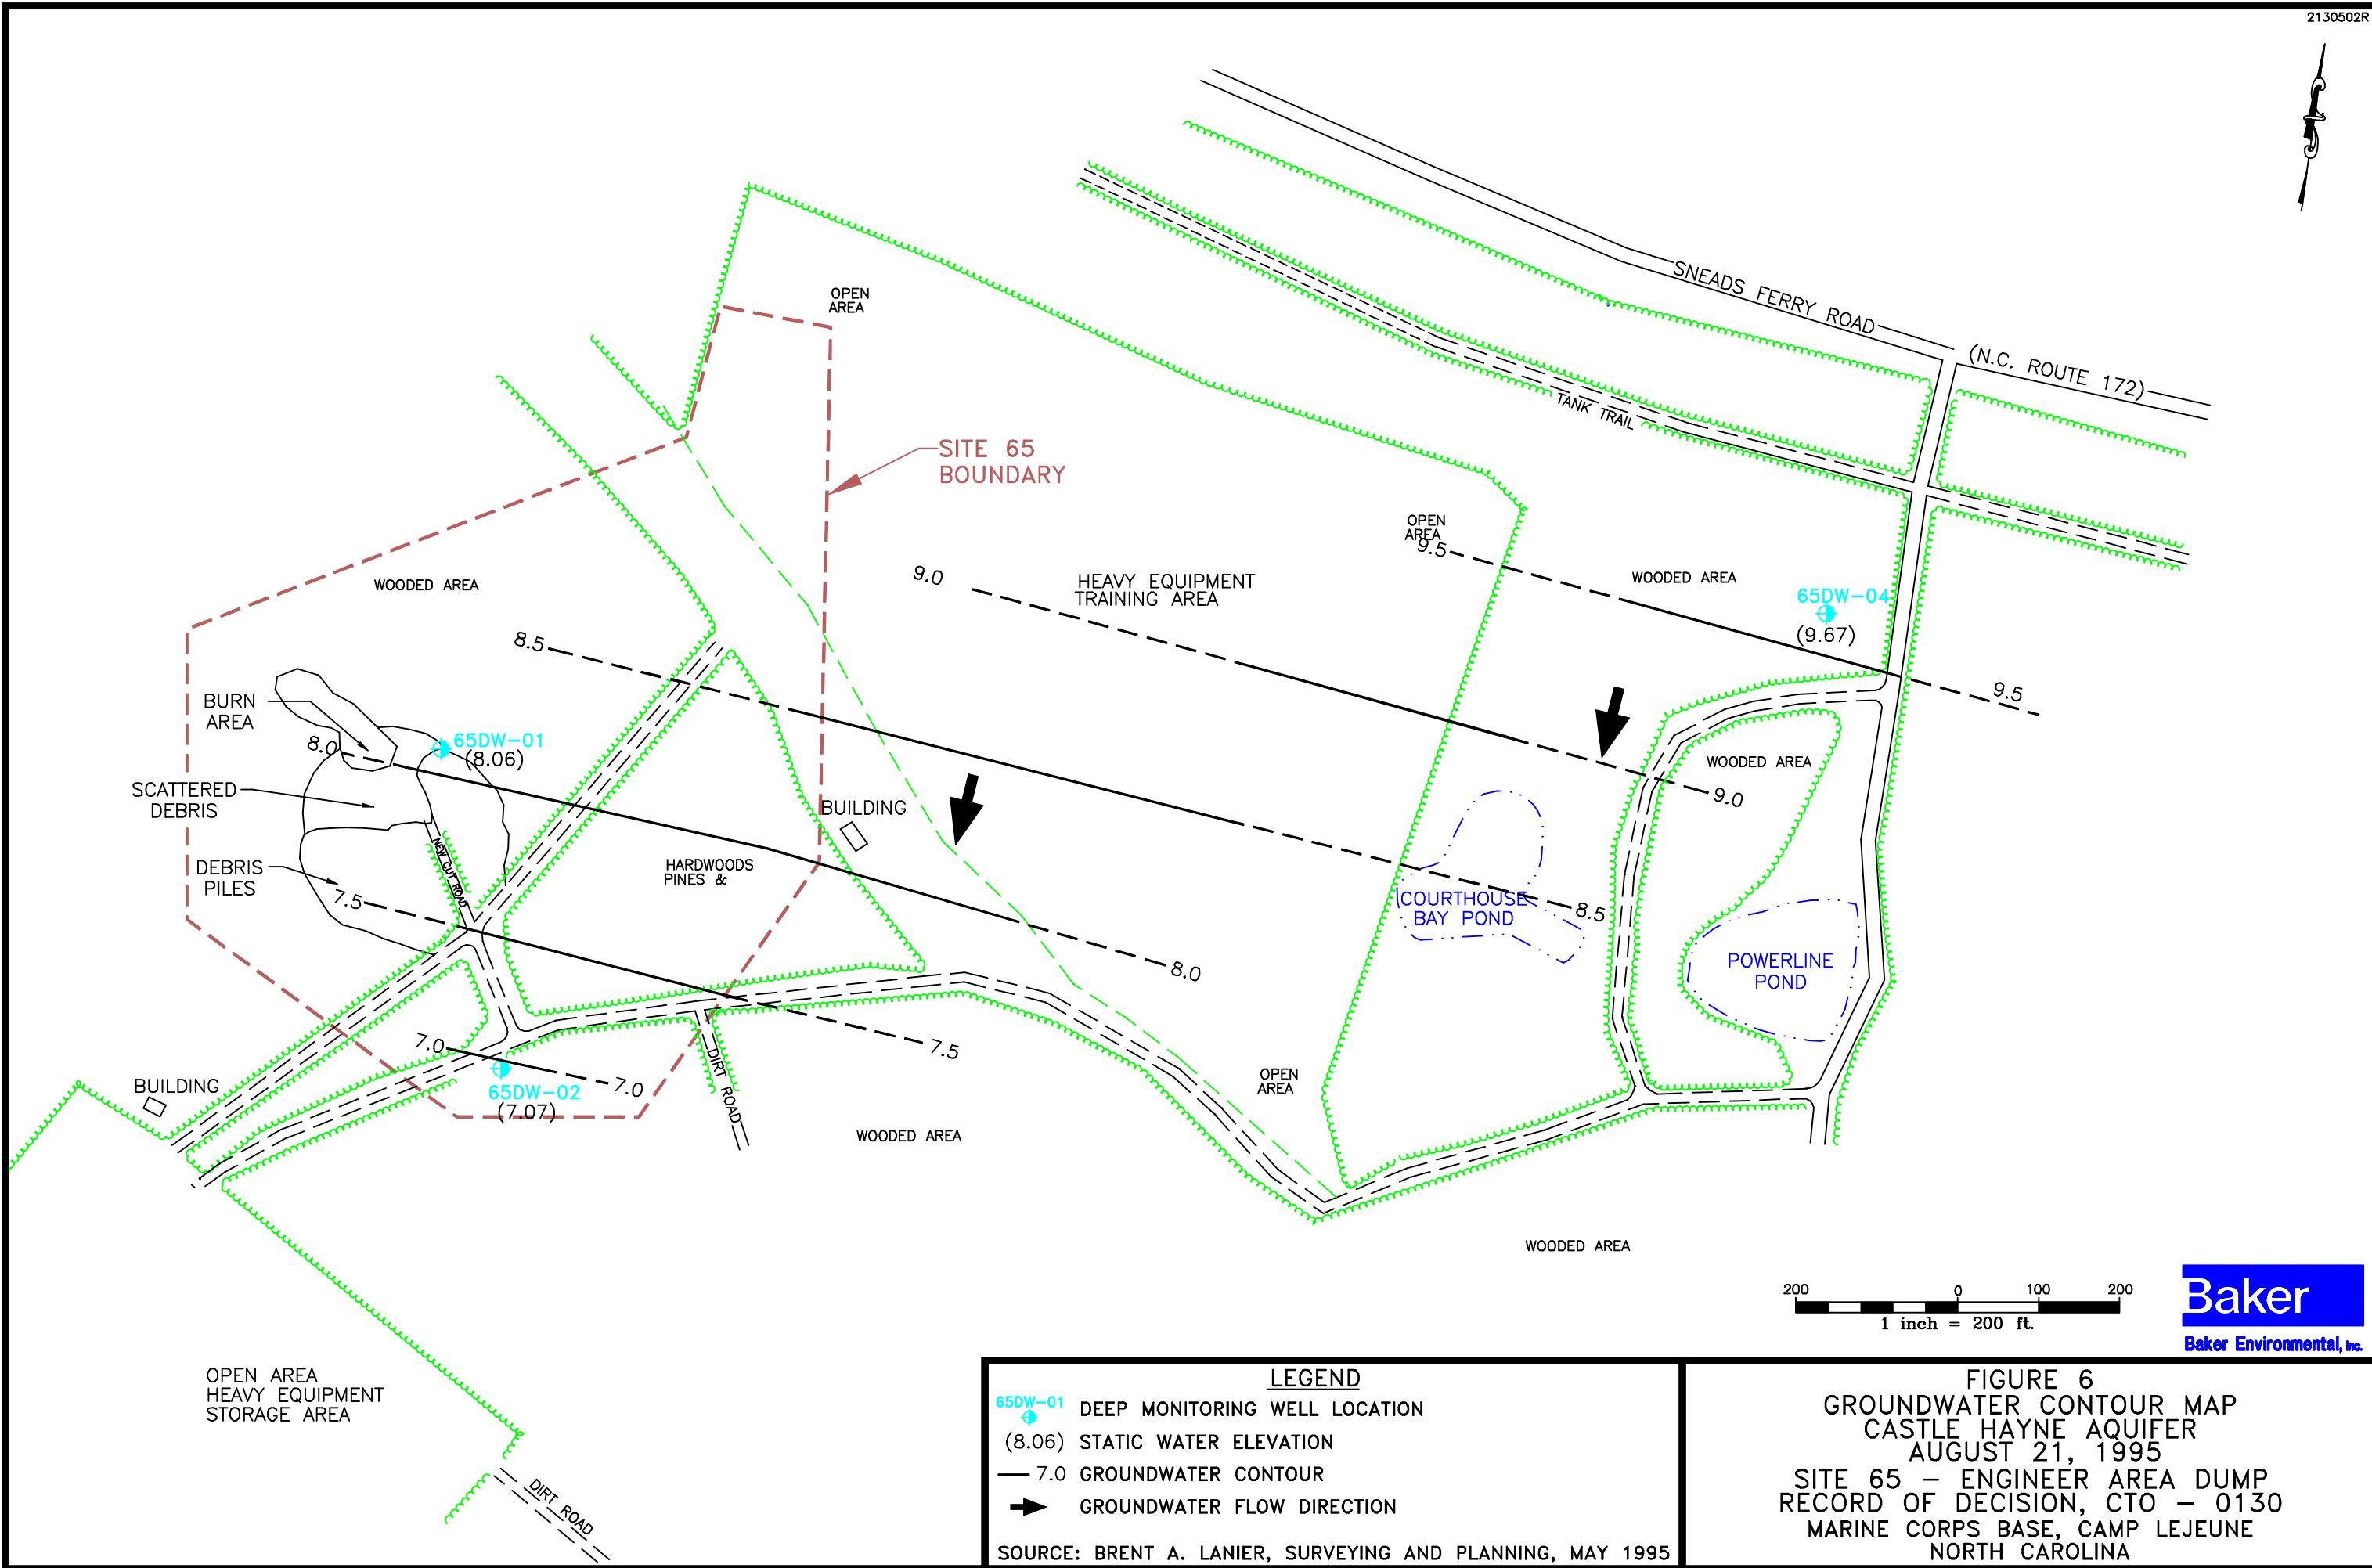 2130502R
SNEADS FERRY ROAD
(N.C. ROUTE 172)
TANK TRAIL
OPEN
AREA
SITE 65
BOUNDARY
OPEN
AREA
9.5
WOODED AREA
HEAVY EQUIPMENT
TRAINING AREA
9.0
WOODED AREA
65DW-04
(9.67)
8.5
9.5
BURN
AREA
8.0
65DW-01
(8.06)
WOODED AREA
9.0
SCATTERED
DEBRIS
BUILDING
NEW CUT ROAD
DEBRIS
PILES
7.5
HARDWOODS
PINES &
COURTHOUSE
BAY POND
8.5
POWERLINE
POND
8.0
7.0
7.5
DIRT ROAD
OPEN
AREA
BUILDING
65DW-02
(7.07)
7.0
WOODED AREA
WOODED AREA
200 0 100 200
1 inch = 200 ft.
Baker
Baker Environmental, Inc.
OPEN AREA
HEAVY EQUIPMENT
STORAGE AREA
DIRT ROAD
LEGEND
65DW-01 DEEP MONITORING WELL LOCATION
(8.06) STATIC WATER ELEVATION
7.0 GROUNDWATER CONTOUR
GROUNDWATER FLOW DIRECTION
SOURCE: BRENT A. LANIER, SURVEYING AND PLANNING, MAY 1995
FIGURE 6
GROUNDWATER CONTOUR MAP
CASTLE HAYNE AQUIFER
AUGUST 21, 1995
SITE 65 – ENGINEER AREA DUMP
RECORD OF DECISION, CTO – 0130
MARINE CORPS BASE, CAMP LEJEUNE
NORTH CAROLINA